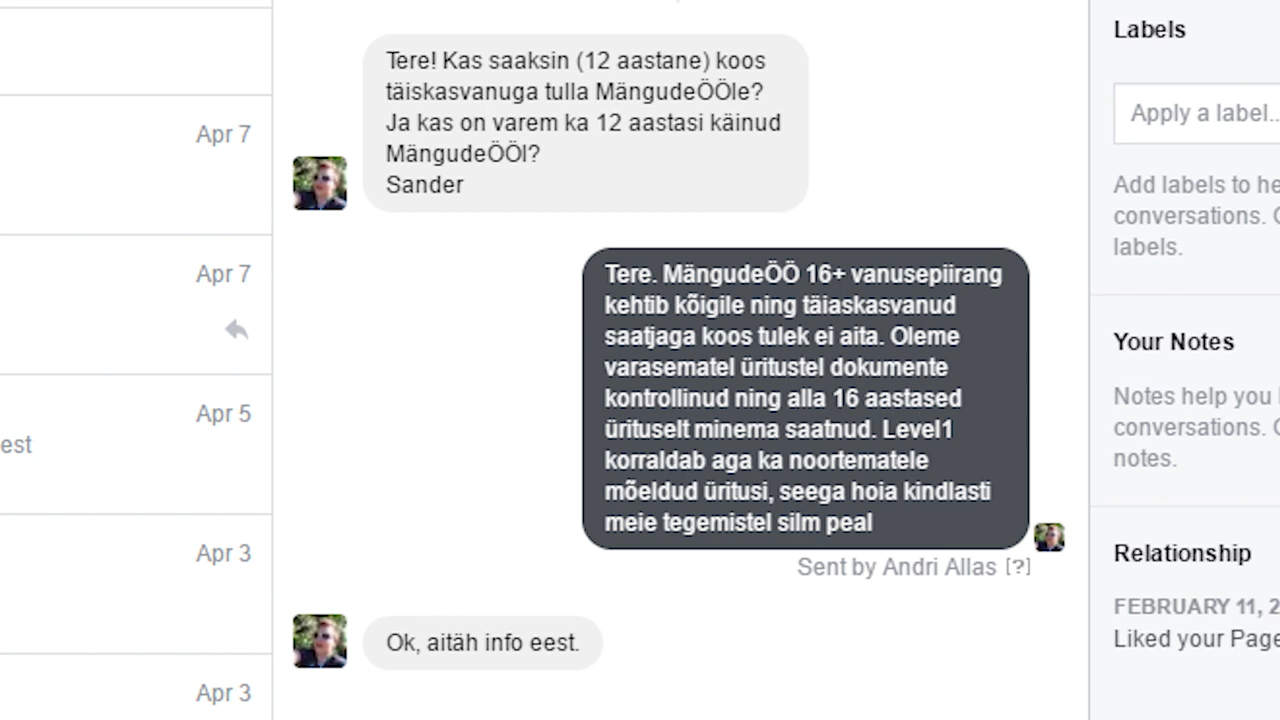 Apr 7
Apr 7
Apr 5
est
Apr 3
Apr 3
Tere! Kas saaksin (12 aastane) koos
täiskasvanuga tulla MängudeÖÖle?
Ja kas on varem ka 12 aastasi käinud
MängudeÖÖl?
Sander
Tere. MängudeÖÖ 16+ vanusepiirang
kehtib kõigile ning täiaskasvanud
saatjaga koos tulek ei aita. Oleme
varasematel üritustel dokumente
kontrollinud ning alla 16 aastased
ürituselt minema saatnud. Level1
korraldab aga ka noortematele
mõeldud üritusi, seega hoia kindlasti
meie tegemistel silm peal
Sent by Andri Allas [?]
Ok, aitäh info eest.
Labels
Apply a label...
Add labels to he
conversations.
labels.
Your Notes
Notes help you
conversations.
notes.
Relationship
FEBRUARY 11, 2
Liked your Page